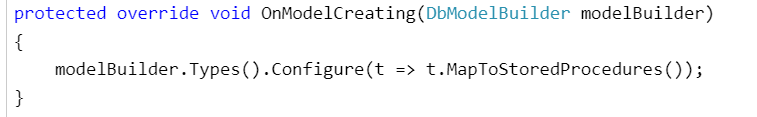 protected override void OnModelCreating(DbModelBuilder modelBuilder)
{
    modelBuilder.Types().Configure(t => t.MapToStoredProcedures());
}